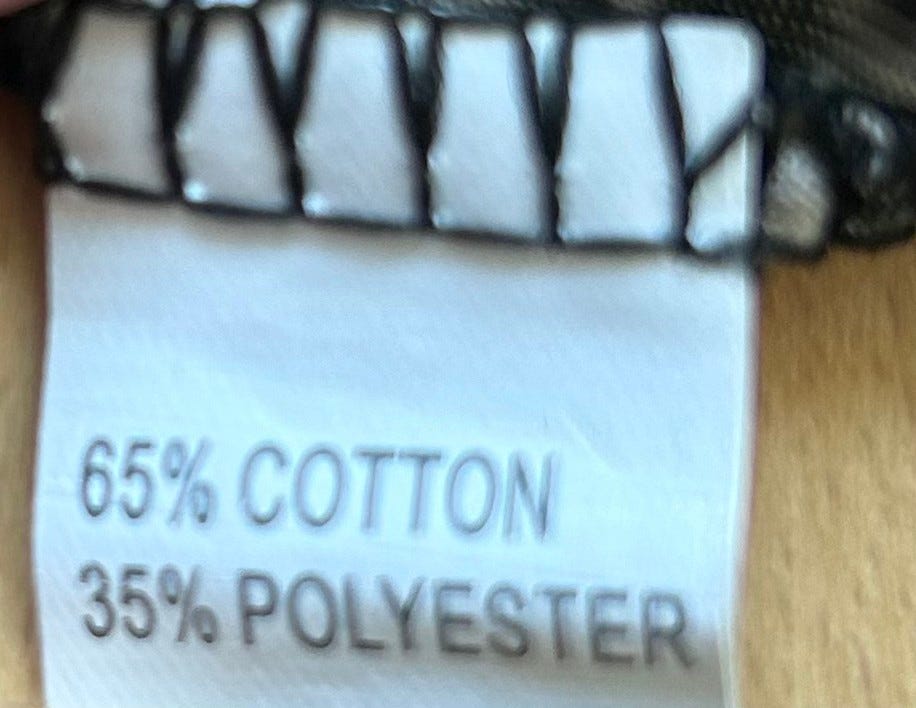 65% COTTON
35% POLYESTER